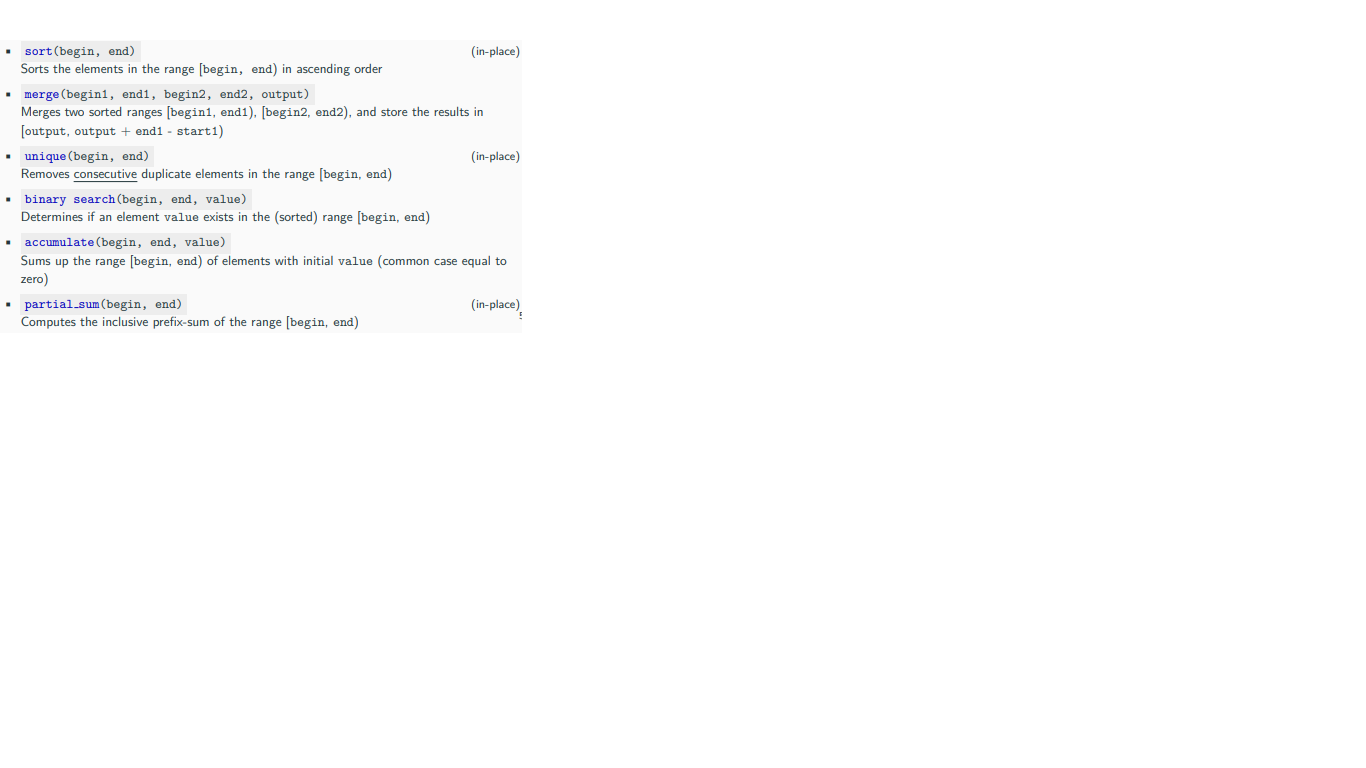 ▪ sort(begin, end) (in-place)
Sorts the elements in the range [begin, end) in ascending order
▪ merge(begin1, end1, begin2, end2, output)
Merges two sorted ranges [begin1, end1), [begin2, end2), and store the results in
[output, output + end1 - start1)
▪ unique(begin, end) (in-place)
Removes consecutive duplicate elements in the range [begin, end)
▪ binary search(begin, end, value)
Determines if an element value exists in the (sorted) range [begin, end)
▪ accumulate(begin, end, value)
Sums up the range [begin, end) of elements with initial value (common case equal to
zero)
▪ partial_sum(begin, end) (in-place)
Computes the inclusive prefix-sum of the range [begin, end)